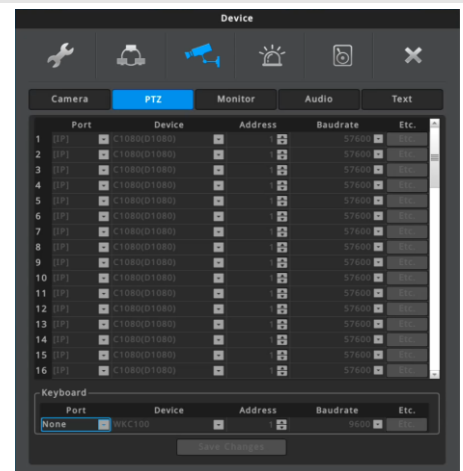 Device
Camera PTZ Monitor Audio Text
Port Device Address Baudrate Etc.
1 [IP] C1080(D1080) 1 57600 Etc.
2 [IP] C1080(D1080) 1 57600 Etc.
3 [IP] C1080(D1080) 1 57600 Etc.
4 [IP] C1080(D1080) 1 57600 Etc.
5 [IP] C1080(D1080) 1 57600 Etc.
6 [IP] C1080(D1080) 1 57600 Etc.
7 [IP] C1080(D1080) 1 57600 Etc.
8 [IP] C1080(D1080) 1 57600 Etc.
9 [IP] C1080(D1080) 1 57600 Etc.
10 [IP] C1080(D1080) 1 57600 Etc.
11 [IP] C1080(D1080) 1 57600 Etc.
12 [IP] C1080(D1080) 1 57600 Etc.
13 [IP] C1080(D1080) 1 57600 Etc.
14 [IP] C1080(D1080) 1 57600 Etc.
15 [IP] C1080(D1080) 1 57600 Etc.
16 [IP] C1080(D1080) 1 57600 Etc.
Keyboard
Port Device Address Baudrate Etc.
None WKC100 1 9600 Etc.
Save Changes